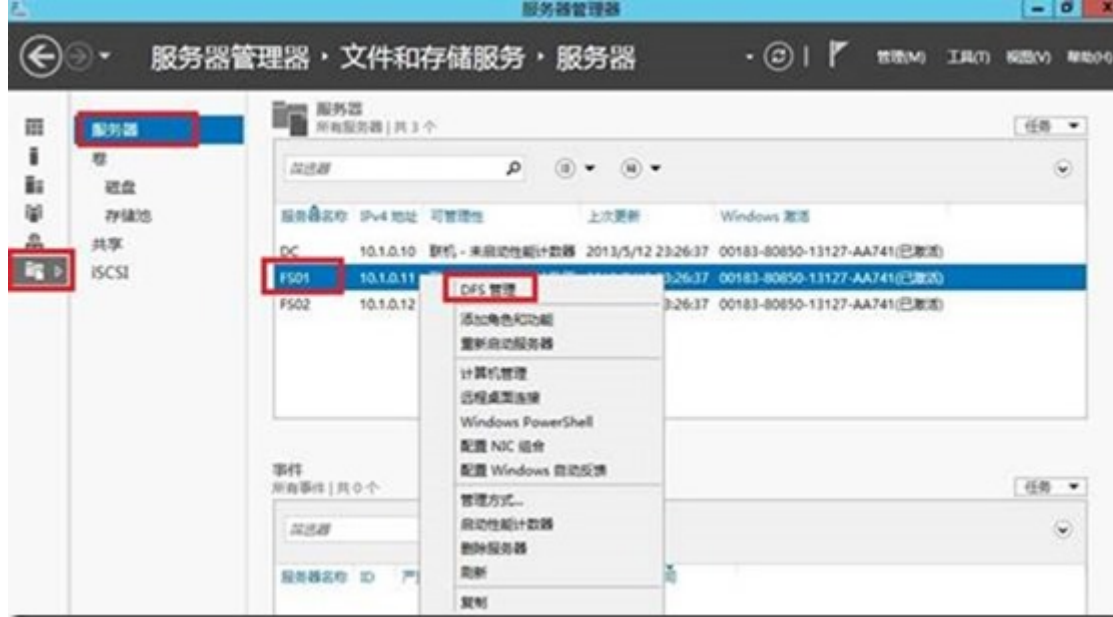 服务器管理器
服务器管理器 · 文件和存储服务 · 服务器
管理(M) 工具(T) 视图(V) 帮助(H)
服务器
卷
磁盘
存储池
共享
iSCSI
服务器
所有服务器 | 共 3 个
任务
筛选器
服务器名称 IPv4 地址 可管理性 上次更新 Windows 激活
DC 10.1.0.10 联机 - 未启动性能计数器 2013/5/12 23:26:37 00183-80850-13127-AA741(已激活)
FS01 10.1.0.11 3:26:37 00183-80850-13127-AA741(已激活)
FS02 10.1.0.12 3:26:37 00183-80850-13127-AA741(已激活)
DFS 管理
添加角色和功能
重新启动服务器
计算机管理
远程桌面连接
Windows PowerShell
配置 NIC 组合
配置 Windows 自动反馈
管理方式...
启动性能计数器
删除服务器
刷新
复制
事件
所有事件 | 共 0 个
任务
筛选器
服务器名称 ID 严